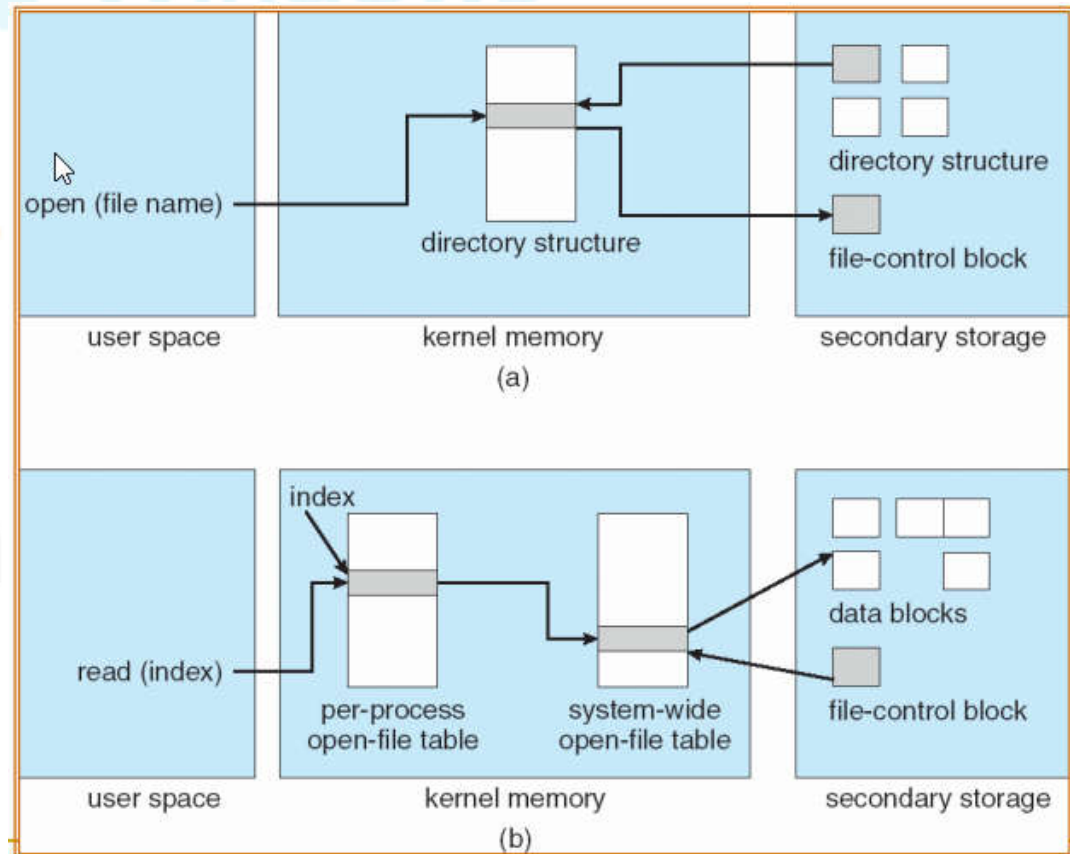 directory structure
open (file name)
directory structure
file-control block
user space
kernel memory
secondary storage
(a)
index
data blocks
read (index)
per-process
open-file table
system-wide
open-file table
file-control block
user space
kernel memory
secondary storage
(b)